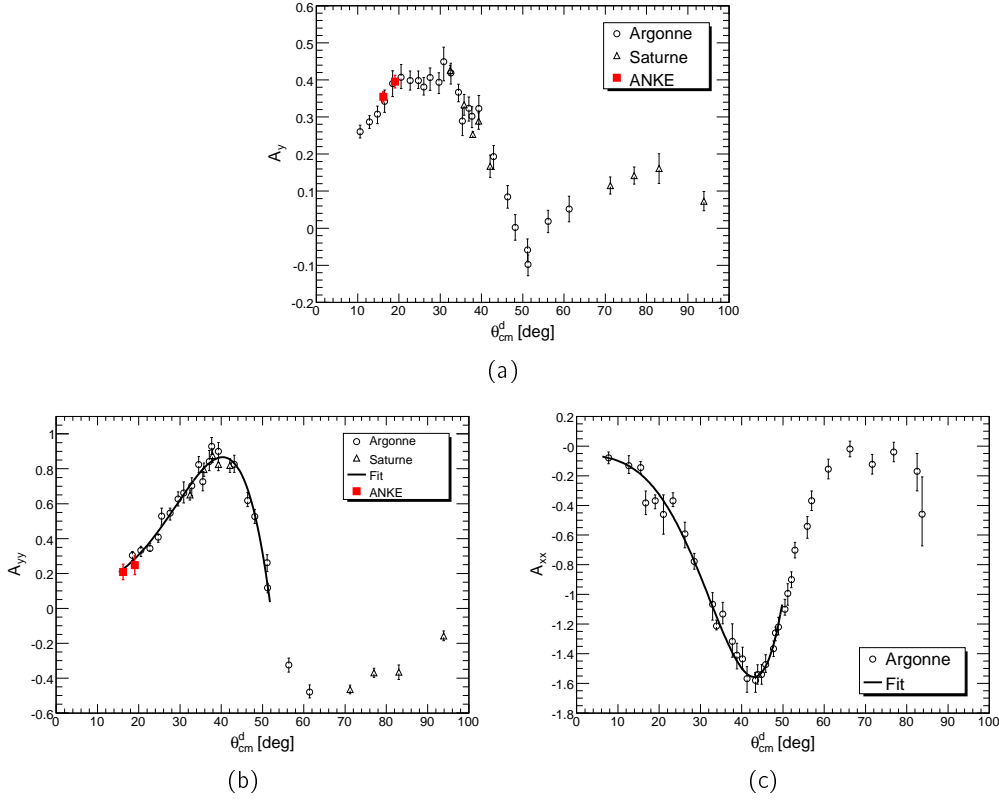 Argonne
Saturne
ANKE
A_y
0.6
0.5
0.4
0.3
0.2
0.1
0
-0.1
-0.2
0 10 20 30 40 50 60 70 80 90 100
θ^d_cm [deg]
(a)
Argonne
Saturne
Fit
ANKE
A_yy
1
0.8
0.6
0.4
0.2
0
-0.2
-0.4
-0.6
0 10 20 30 40 50 60 70 80 90 100
θ^d_cm [deg]
(b)
Argonne
Fit
A_xx
0.2
-0
-0.2
-0.4
-0.6
-0.8
-1
-1.2
-1.4
-1.6
-1.8
0 10 20 30 40 50 60 70 80 90 100
θ^d_cm [deg]
(c)